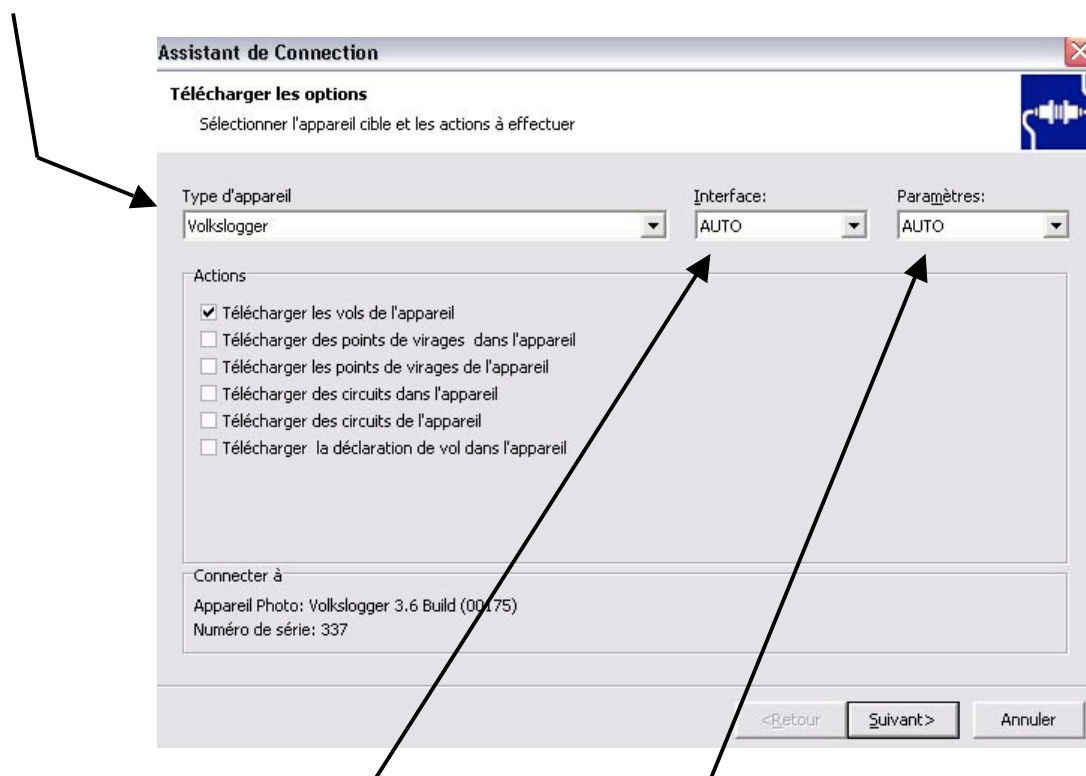 Assistant de Connection
Télécharger les options
Sélectionner l'appareil cible et les actions à effectuer
Type d'appareil Interface: Paramètres:
Volkslogger AUTO AUTO
Actions
Télécharger les vols de l'appareil
Télécharger des points de virages dans l'appareil
Télécharger les points de virages de l'appareil
Télécharger des circuits dans l'appareil
Télécharger des circuits de l'appareil
Télécharger la déclaration de vol dans l'appareil
Connecter à
Appareil Photo: Volkslogger 3.6 Build (00175)
Numéro de série: 337
<Retour Suivant> Annuler